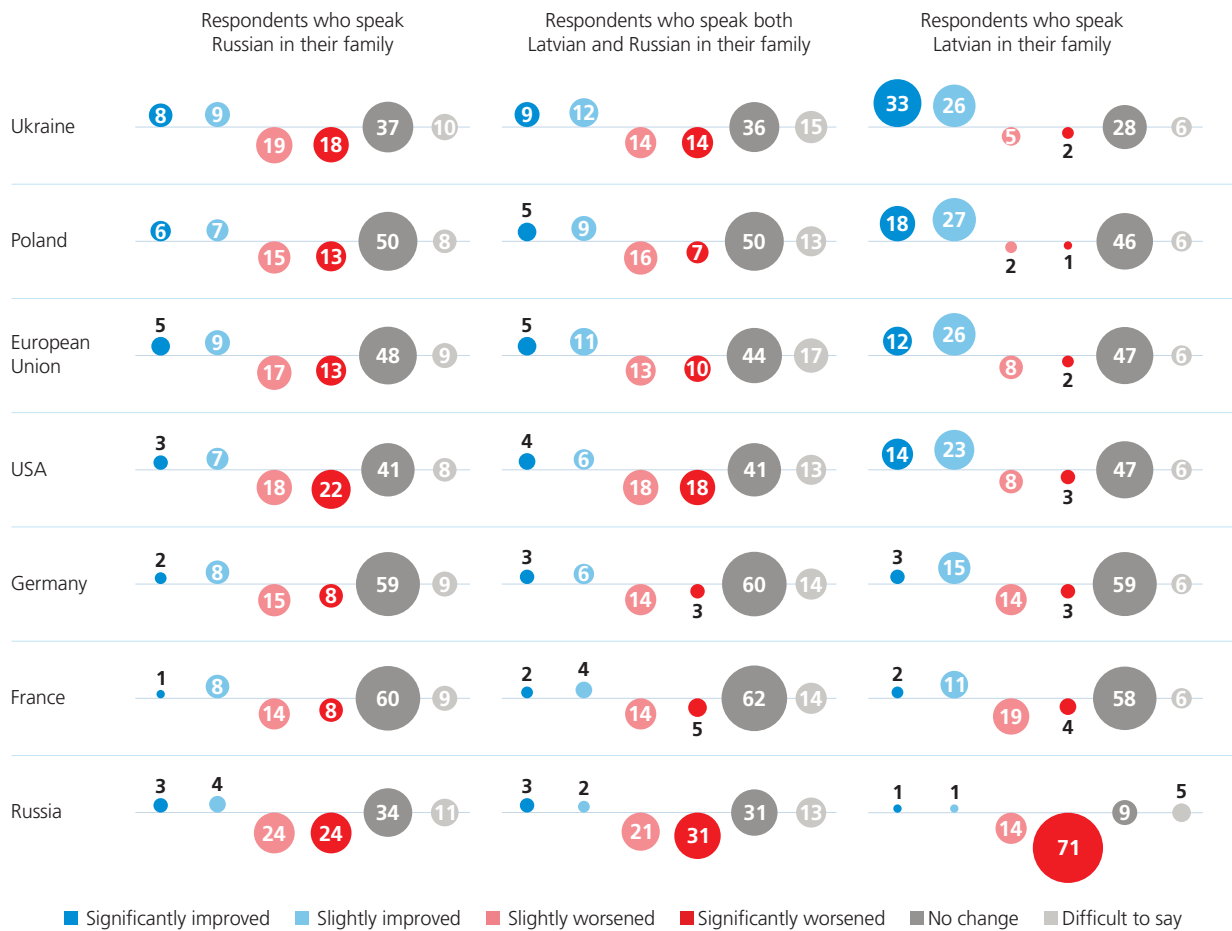 Respondents who speak
Russian in their family
Respondents who speak both
Latvian and Russian in their family
Respondents who speak
Latvian in their family
Ukraine
8 9 19 18 37 10
9 12 14 14 36 15
33 26 5 2 28 6
Poland
6 7 15 13 50 8
5 9 16 7 50 13
18 27 2 1 46 6
European
Union
5 9 17 13 48 9
5 11 13 10 44 17
12 26 8 2 47 6
USA
3 7 18 22 41 8
4 6 18 18 41 13
14 23 8 3 47 6
Germany
2 8 15 8 59 9
3 6 14 3 60 14
3 15 14 3 59 6
France
1 8 14 8 60 9
2 4 14 5 62 14
2 11 19 4 58 6
Russia
3 4 24 24 34 11
3 2 21 31 31 13
1 1 14 71 9 5
Significantly improved Slightly improved Slightly worsened Significantly worsened No change Difficult to say